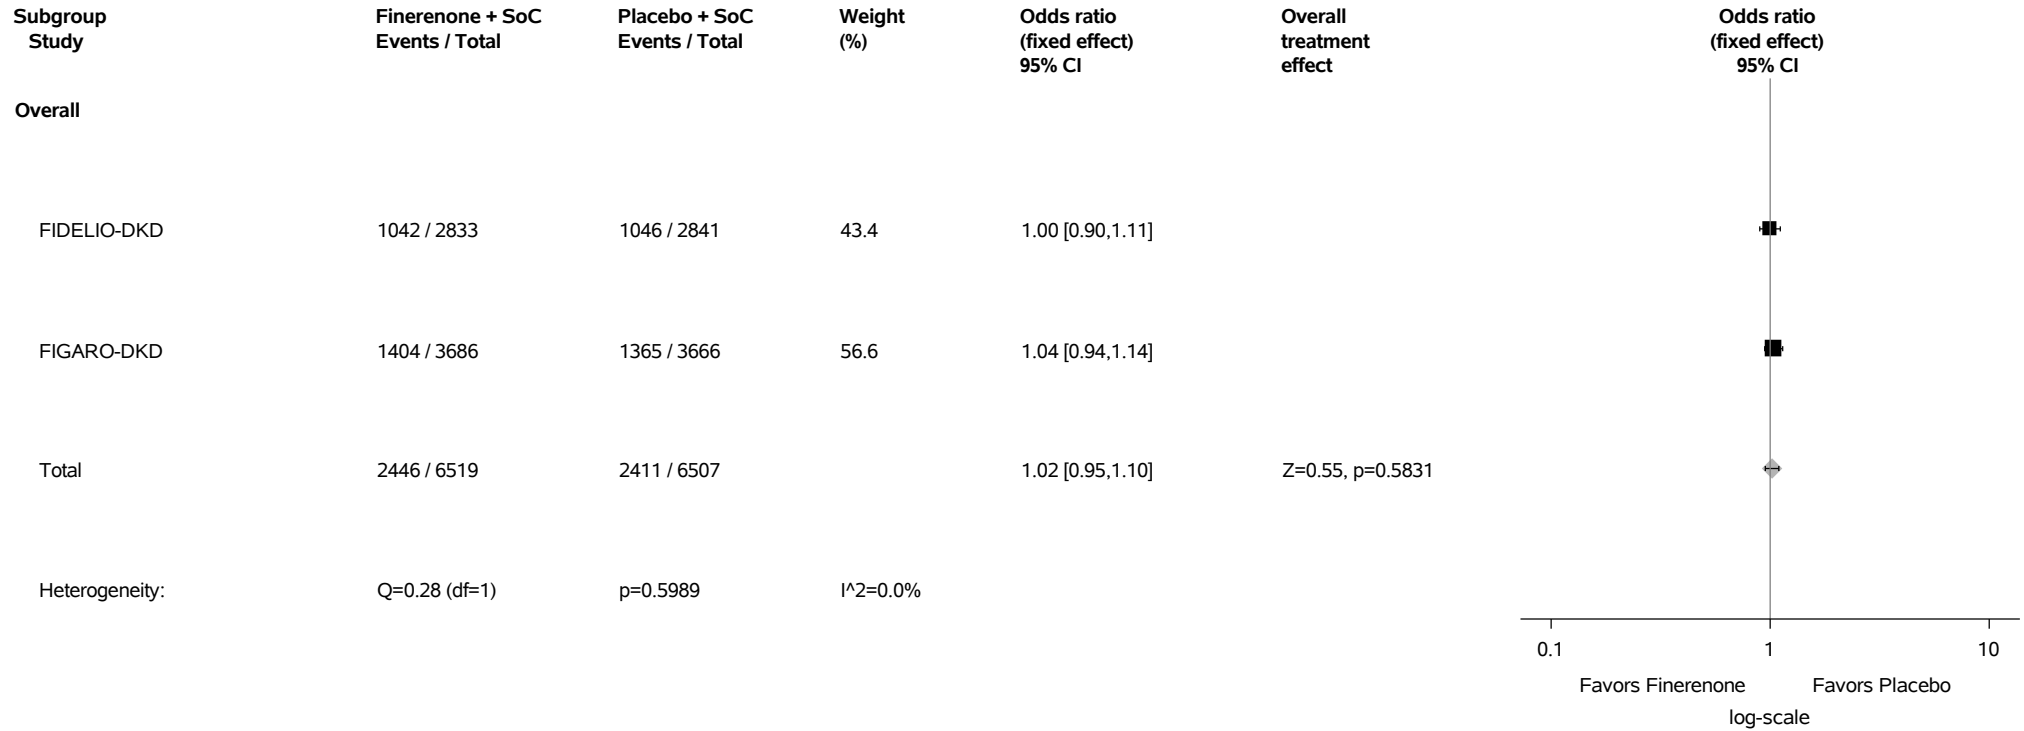 Subgroup Finerenone + SoC Placebo + SoC Weight Odds ratio Overall Odds ratio
Study Events / Total Events / Total (%) (fixed effect) treatment (fixed effect)
95% CI effect 95% CI
Overall
FIDELIO-DKD 1042 / 2833 1046 / 2841 43.4 1.00 [0.90,1.11]
FIGARO-DKD 1404 / 3686 1365 / 3666 56.6 1.04 [0.94,1.14]
Total 2446 / 6519 2411 / 6507 1.02 [0.95,1.10] Z=0.55, p=0.5831
Heterogeneity: Q=0.28 (df=1) p=0.5989 I^2=0.0%
0.1 1 10
Favors Finerenone Favors Placebo
log-scale